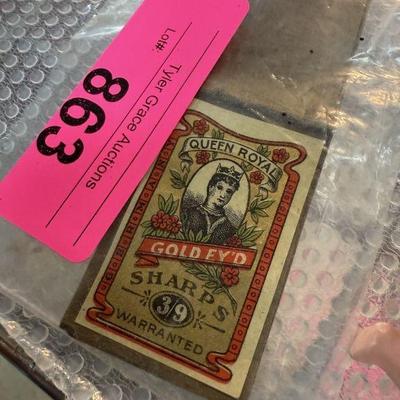 Tyler Grace Auctions
Lot#:
863
QUEEN ROYAL
GOLD EY'D
SHARPS
3/9
WARRANTED